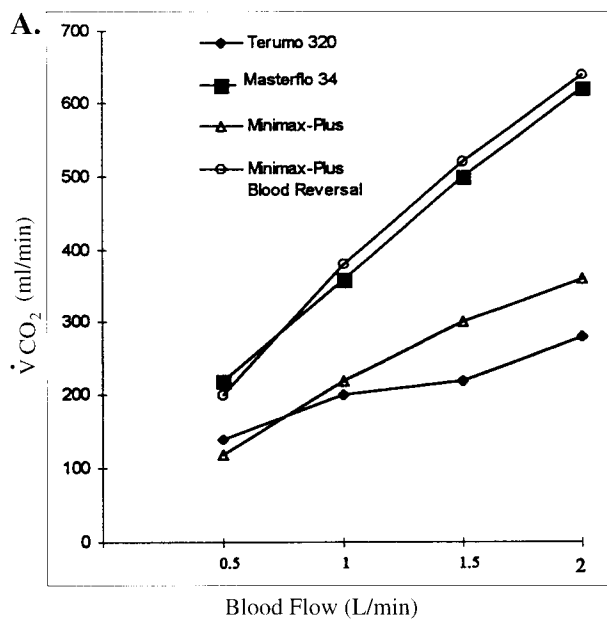 A.
700
600
500
400
300
200
100
0
Terumo 320
Masterflo 34
Minimax-Plus
Minimax-Plus
Blood Reversal
V̇CO₂ (ml/min)
0.5 1 1.5 2
Blood Flow (L/min)